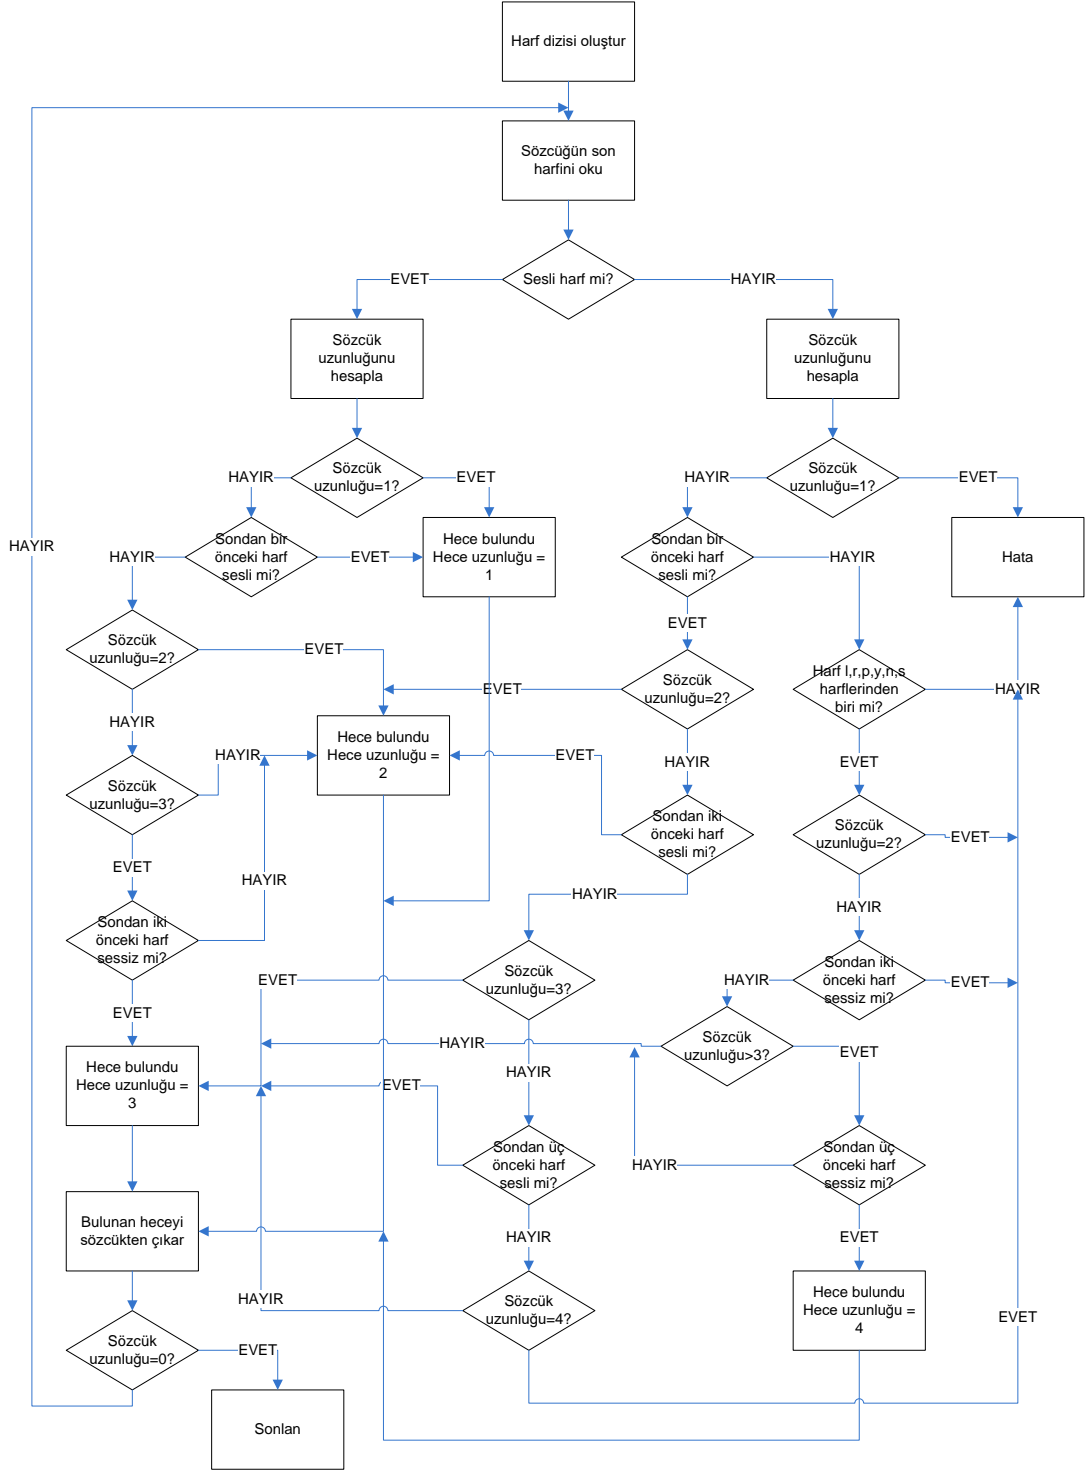 Harf dizisi oluştur
Sözcüğün son
harfini oku
Sesli harf mi?
EVET
HAYIR
Sözcük
uzunluğunu
hesapla
Sözcük
uzunluğunu
hesapla
Sözcük
uzunluğu=1?
HAYIR
EVET
Sözcük
uzunluğu=1?
HAYIR
EVET
HAYIR
Sondan bir
önceki harf
sesli mi?
HAYIR
EVET
Hece bulundu
Hece uzunluğu =
1
Sondan bir
önceki harf
sesli mi?
HAYIR
Hata
EVET
Sözcük
uzunluğu=2?
EVET
Sözcük
uzunluğu=2?
EVET
Harf l,r,p,y,n,s
harflerinden
biri mi?
HAYIR
HAYIR
Hece bulundu
Hece uzunluğu =
2
HAYIR
EVET
HAYIR
EVET
Sözcük
uzunluğu=3?
Sondan iki
önceki harf
sesli mi?
Sözcük
uzunluğu=2?
EVET
EVET
HAYIR
HAYIR
HAYIR
Sondan iki
önceki harf
sessiz mi?
Sözcük
uzunluğu=3?
EVET
Sondan iki
önceki harf
sessiz mi?
HAYIR
EVET
EVET
Sözcük
uzunluğu>3?
HAYIR
EVET
Hece bulundu
Hece uzunluğu =
3
EVET
HAYIR
Sondan üç
önceki harf
sesli mi?
Sondan üç
önceki harf
sessiz mi?
HAYIR
Bulunan heceyi
sözcükten çıkar
HAYIR
EVET
HAYIR
Sözcük
uzunluğu=4?
Hece bulundu
Hece uzunluğu =
4
EVET
Sözcük
uzunluğu=0?
EVET
Sonlan